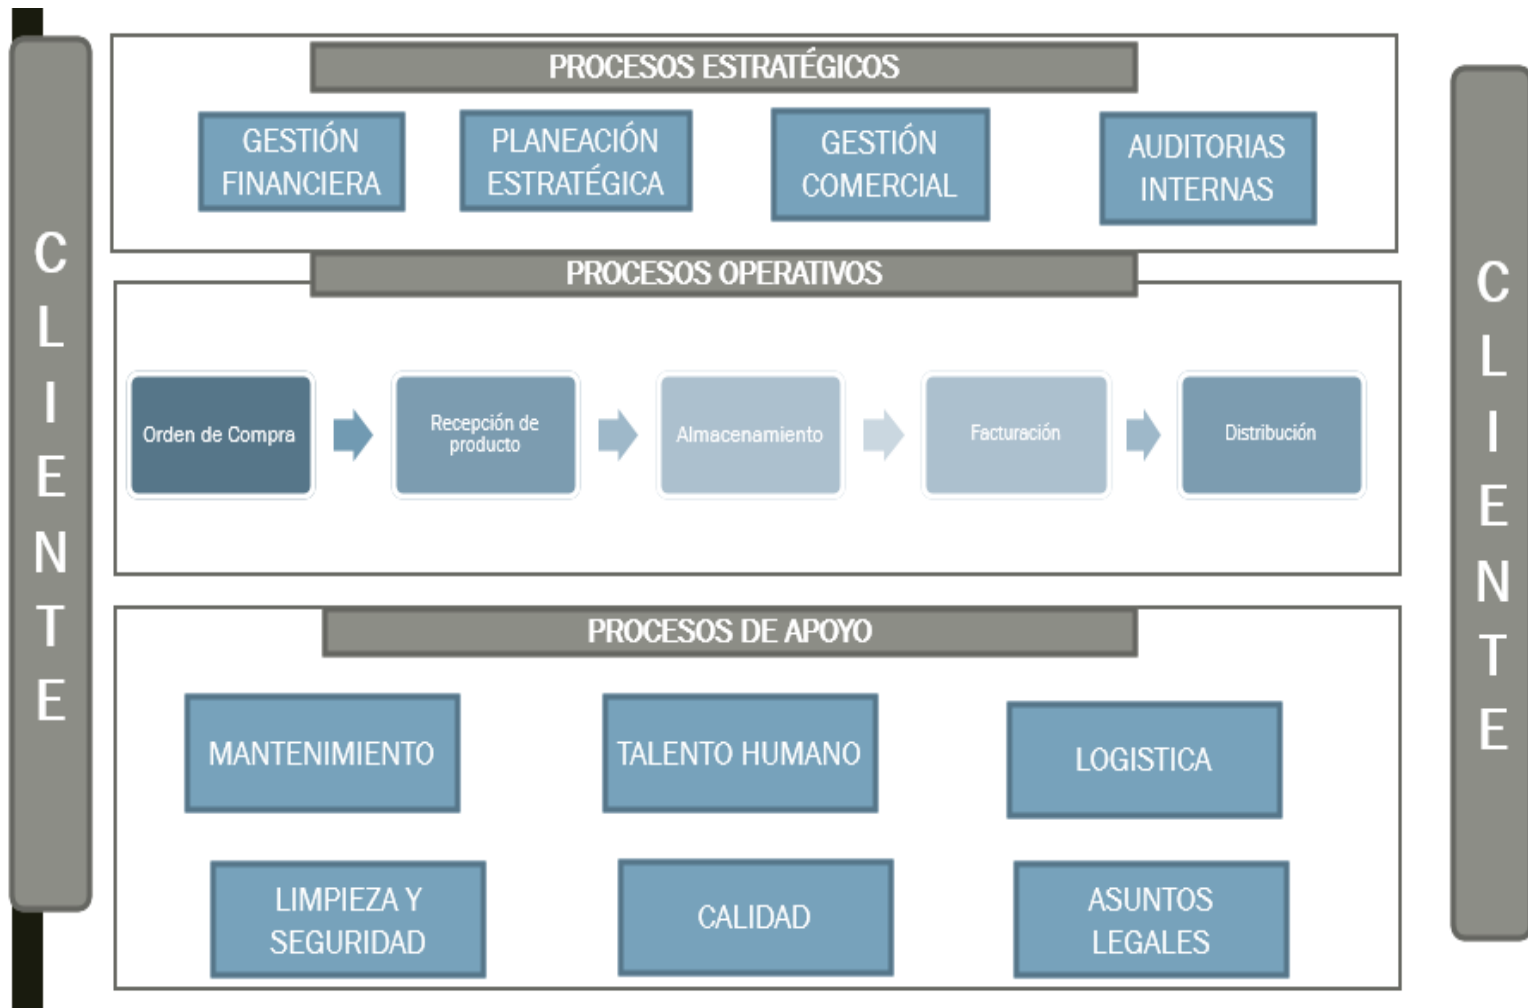 CLIENTE
PROCESOS ESTRATÉGICOS
GESTIÓN
FINANCIERA
PLANEACIÓN
ESTRATÉGICA
GESTIÓN
COMERCIAL
AUDITORIAS
INTERNAS
PROCESOS OPERATIVOS
Orden de Compra
Recepción de
producto
Almacenamiento
Facturación
Distribución
PROCESOS DE APOYO
MANTENIMIENTO
TALENTO HUMANO
LOGISTICA
LIMPIEZA Y
SEGURIDAD
CALIDAD
ASUNTOS
LEGALES
CLIENTE